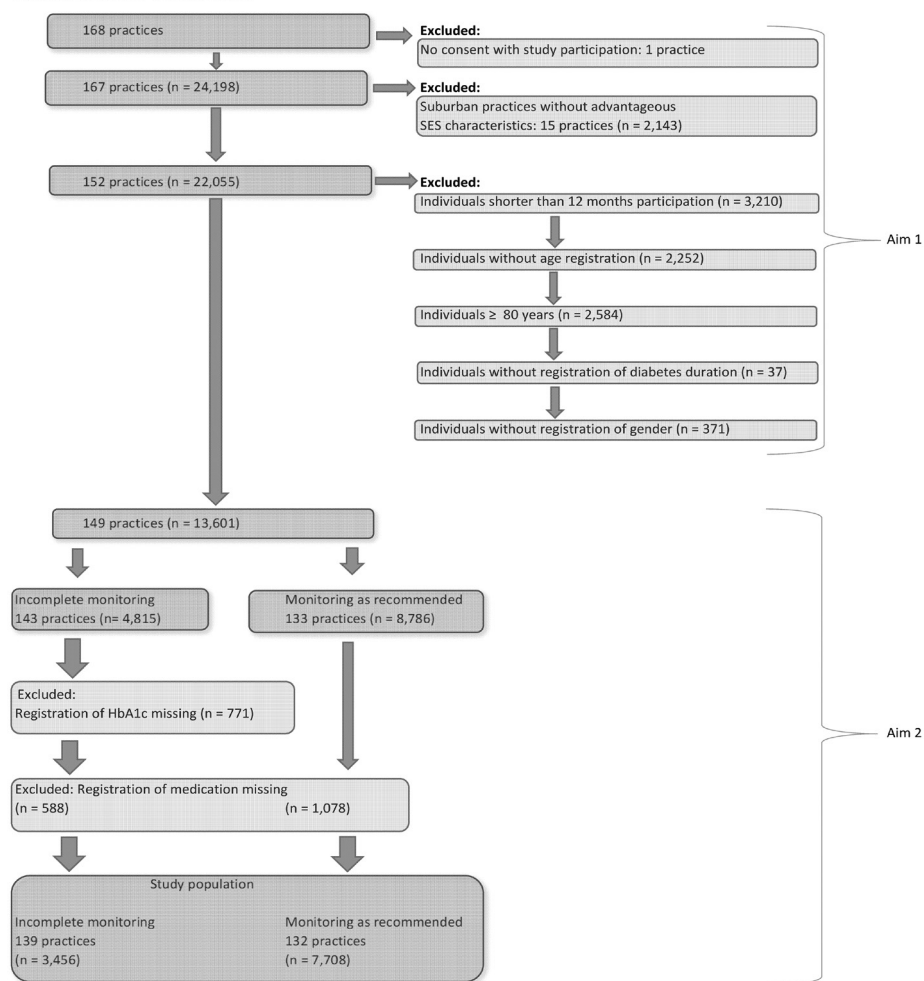 168 practices
Excluded:
No consent with study participation: 1 practice
167 practices (n = 24,198)
Excluded:
Suburban practices without advantageous
SES characteristics: 15 practices (n = 2,143)
152 practices (n = 22,055)
Excluded:
Individuals shorter than 12 months participation (n = 3,210)
Individuals without age registration (n = 2,252)
Individuals ≥ 80 years (n = 2,584)
Individuals without registration of diabetes duration (n = 37)
Individuals without registration of gender (n = 371)
Aim 1
149 practices (n = 13,601)
Incomplete monitoring
143 practices (n= 4,815)
Monitoring as recommended
133 practices (n = 8,786)
Excluded:
Registration of HbA1c missing (n = 771)
Excluded: Registration of medication missing
(n = 588) (n = 1,078)
Study population
Incomplete monitoring
139 practices
(n = 3,456)
Monitoring as recommended
132 practices
(n = 7,708)
Aim 2